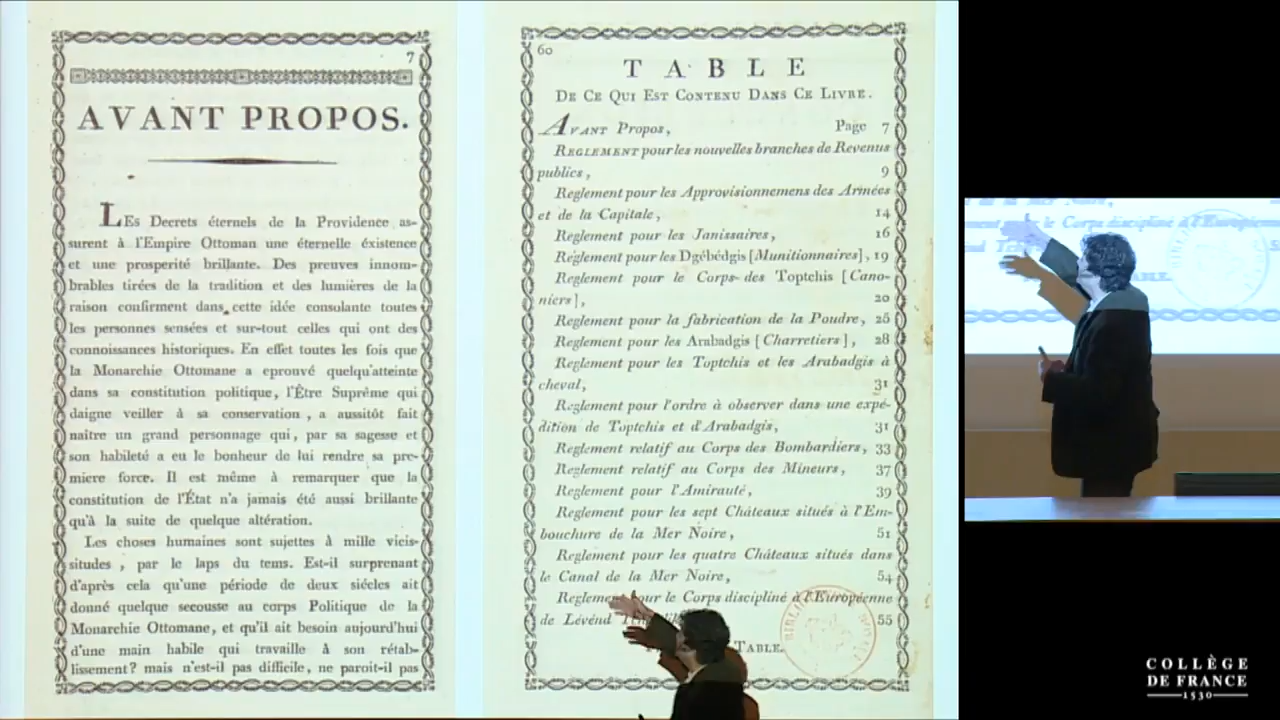 7
AVANT PROPOS.
LEs Decrets éternels de la Providence as-
surent à l'Empire Ottoman une éternelle éxistence
et une prosperité brillante. Des preuves innom-
brables tirées de la tradition et des lumières de la
raison confirment dans cette idée consolante toutes
les personnes sensées et sur-tout celles qui ont des
connoissances historiques. En effet toutes les fois que
la Monarchie Ottomane a eprouvé quelqu'atteinte
dans sa constitution politique, l'Être Suprême qui
daigne veiller à sa conservation, a aussitôt fait
naître un grand personnage qui, par sa sagesse et
son habileté a eu le bonheur de lui rendre sa pre-
miere force. Il est même à remarquer que la
constitution de l'État n'a jamais été aussi brillante
qu'à la suite de quelque altération.
Les choses humaines sont sujettes à mille vicis-
situdes, par le laps du tems. Est-il surprenant
d'après cela qu'une période de deux siécles ait
donné quelque secousse au corps Politique de la
Monarchie Ottomane, et qu'il ait besoin aujourd'hui
d'une main habile qui travaille à son rétab-
lissement? mais n'est-il pas difficile, ne paroit-il pas
60
TABLE
DE CE QUI EST CONTENU DANS CE LIVRE.
AVANT Propos, Page 7
REGLEMENT pour les nouvelles branches de Revenus
publics, 9
Reglement pour les Approvisionnemens des Armées
et de la Capitale, 14
Reglement pour les Janissaires, 16
Reglement pour les Dgébédgis [Munitionnaires], 19
Reglement pour le Corps des Toptchis [Cano-
niers], 20
Reglement pour la fabrication de la Poudre, 25
Reglement pour les Arabadgis [Charretiers], 28
Reglement pour les Toptchis et les Arabadgis à
cheval, 31
Reglement pour l'ordre à observer dans une expé-
dition de Toptchis et d'Arabadgis, 31
Reglement relatif au Corps des Bombardiers, 33
Reglement relatif au Corps des Mineurs, 37
Reglement pour l'Amirauté, 39
Reglement pour les sept Châteaux situés à l'Em-
bouchure de la Mer Noire, 51
Reglement pour les quatre Châteaux situés dans
le Canal de la Mer Noire, 54
Reglement pour le Corps discipliné à l'Européenne
de Lévend 55
TABLE.
de la Mer Noire,
le Corps discipliné à l'Européenne
COLLÈGE
DE FRANCE
1530